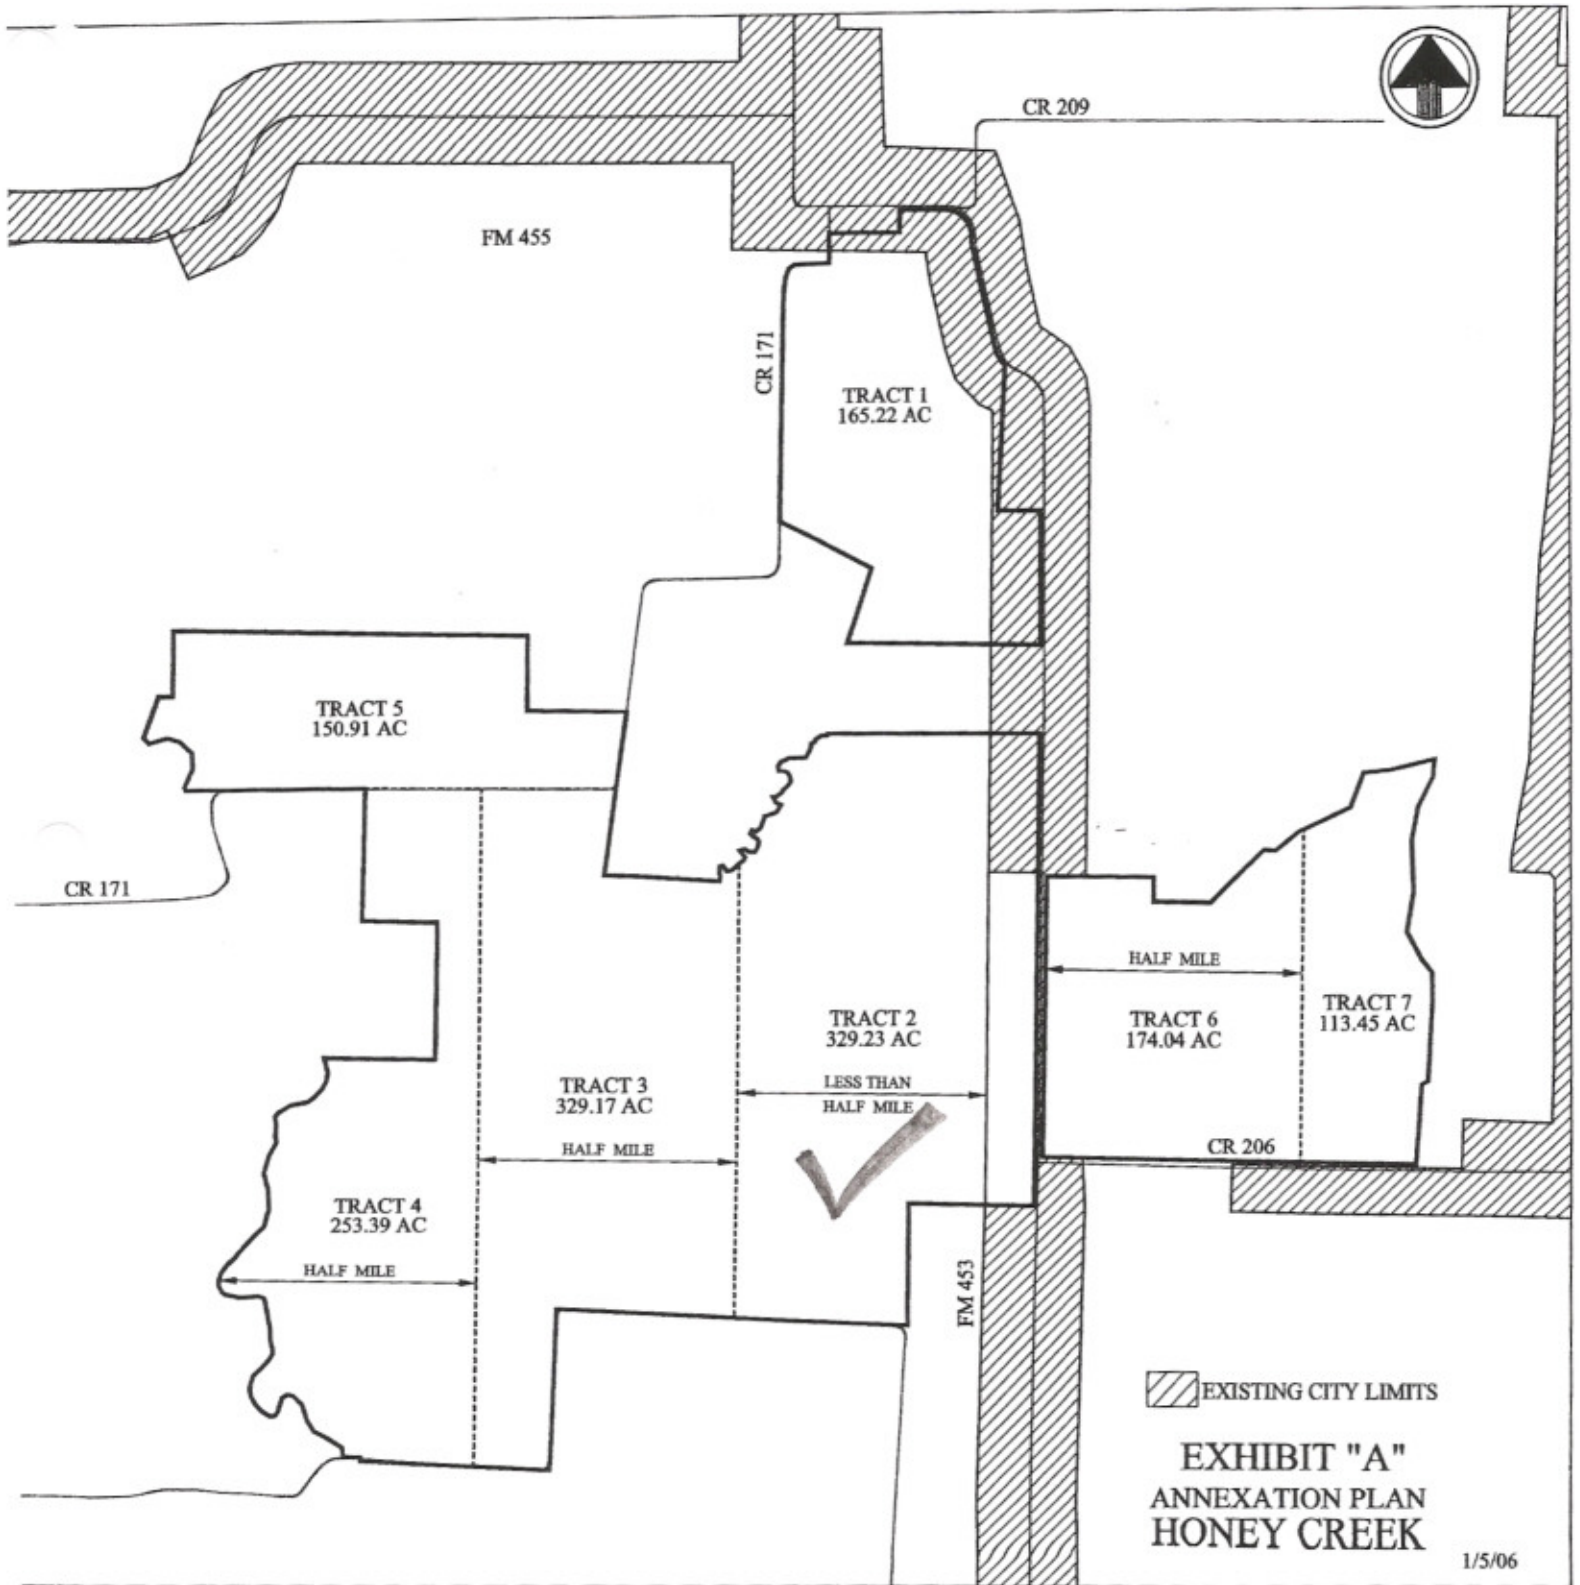 CR 209
FM 455
CR 171
TRACT 1
165.22 AC
TRACT 5
150.91 AC
CR 171
HALF MILE
TRACT 2
329.23 AC
TRACT 6
174.04 AC
TRACT 7
113.45 AC
TRACT 3
329.17 AC
LESS THAN
HALF MILE
HALF MILE
CR 206
TRACT 4
253.39 AC
HALF MILE
FM 453
EXISTING CITY LIMITS
EXHIBIT "A"
ANNEXATION PLAN
HONEY CREEK
1/5/06